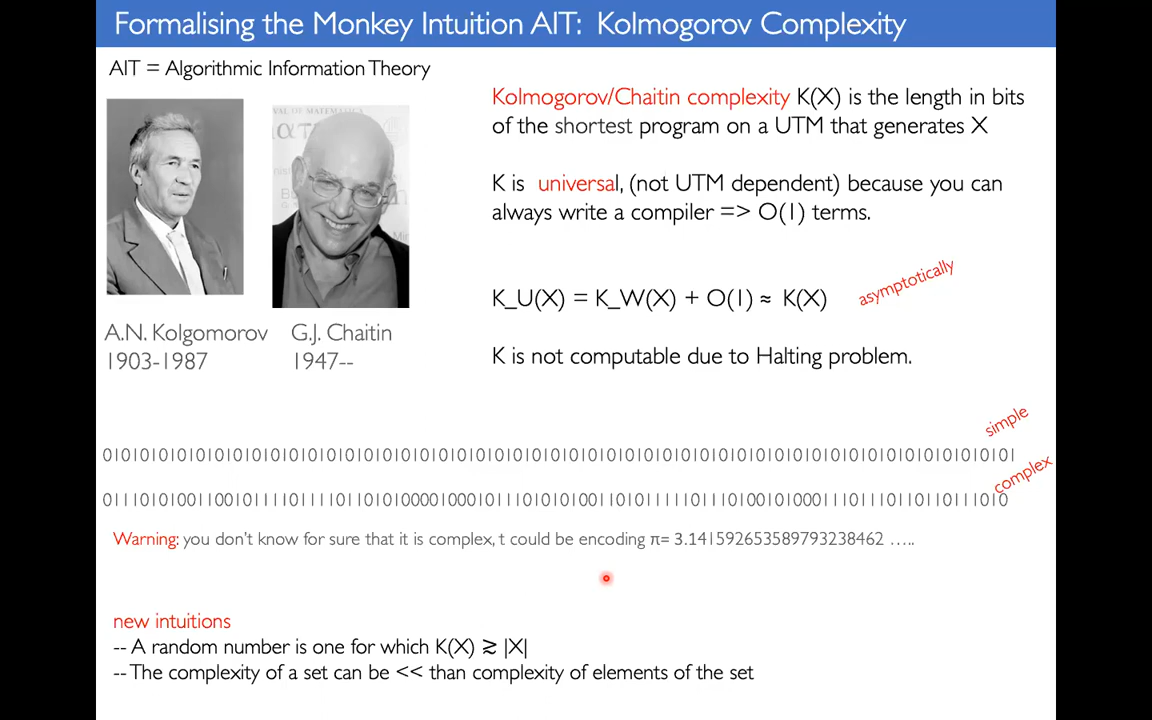 Formalising the Monkey Intuition AIT: Kolmogorov Complexity
AIT = Algorithmic Information Theory
A.N. Kolgomorov
1903-1987
G.J. Chaitin
1947--
Kolmogorov/Chaitin complexity K(X) is the length in bits
of the shortest program on a UTM that generates X
K is universal, (not UTM dependent) because you can
always write a compiler => O(1) terms.
K_U(X) = K_W(X) + O(1) ≈ K(X)
asymptotically
K is not computable due to Halting problem.
simple
complex
Warning: you don't know for sure that it is complex, t could be encoding π= 3.141592653589793238462 …..
new intuitions
-- A random number is one for which K(X) ≳ |X|
-- The complexity of a set can be << than complexity of elements of the set